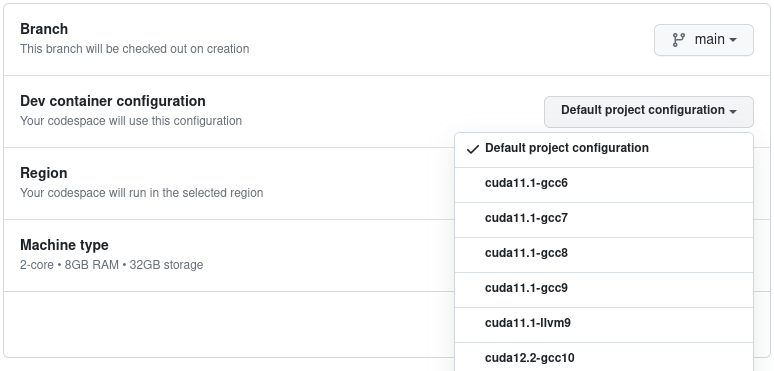 Branch
This branch will be checked out on creation
main
Dev container configuration
Your codespace will use this configuration
Default project configuration
Default project configuration
Region
Your codespace will run in the selected region
cuda11.1-gcc6
cuda11.1-gcc7
Machine type
2-core • 8GB RAM • 32GB storage
cuda11.1-gcc8
cuda11.1-gcc9
cuda11.1-llvm9
cuda12.2-gcc10